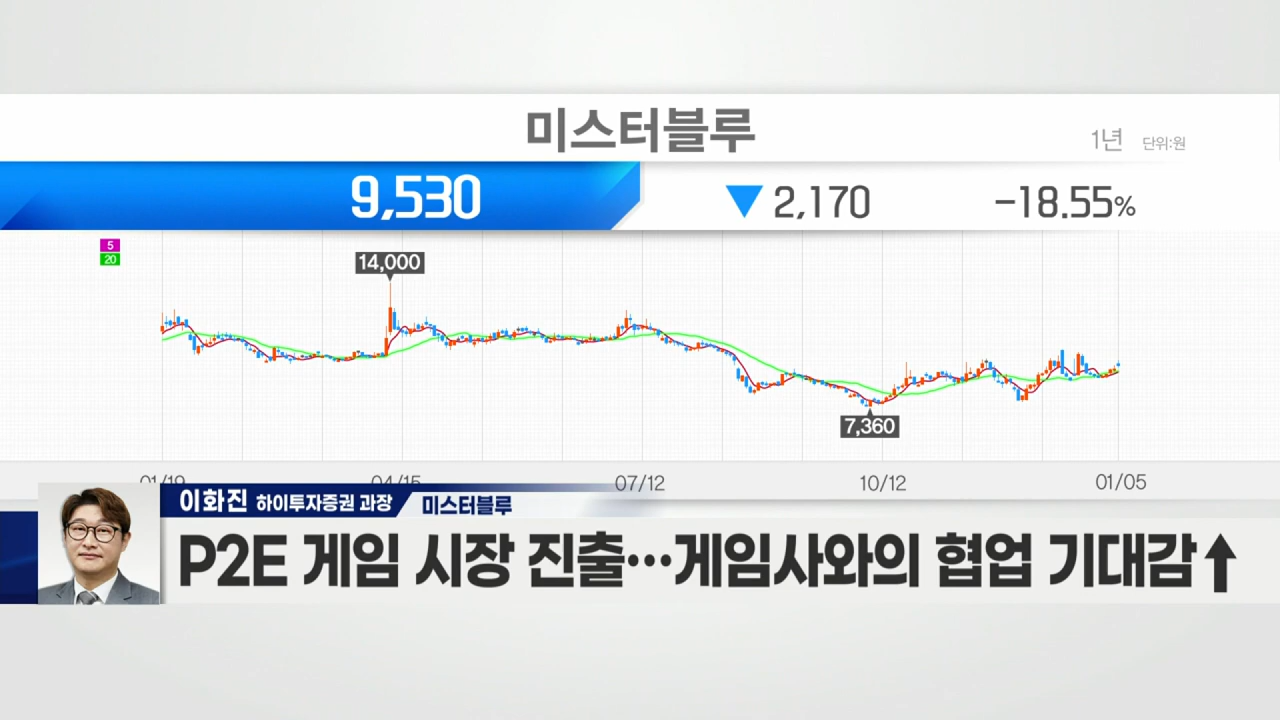 미스터블루
1년 단위:원
9,530 ▼ 2,170 -18.55%
5
20
14,000
7,360
01/19 04/15 07/12 10/12 01/05
이화진 하이투자증권 과장 미스터블루
P2E 게임 시장 진출…게임사와의 협업 기대감↑